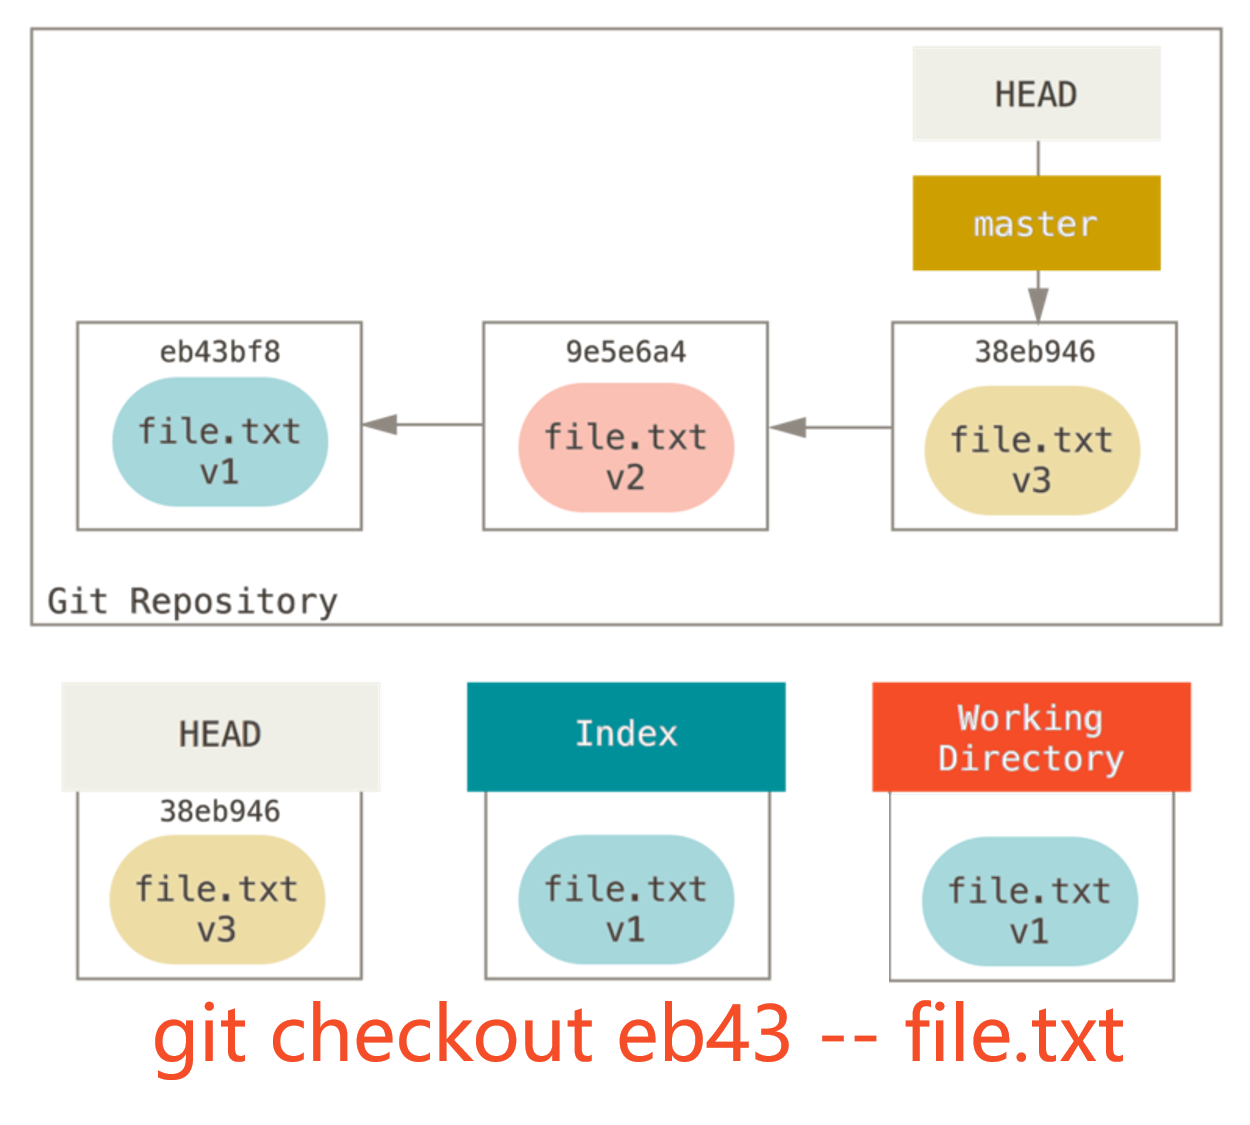 HEAD
master
eb43bf8
9e5e6a4
38eb946
file.txt
v1
file.txt
v2
file.txt
v3
Git Repository
HEAD
Index
Working
Directory
38eb946
file.txt
v3
file.txt
v1
file.txt
v1
git checkout eb43 -- file.txt